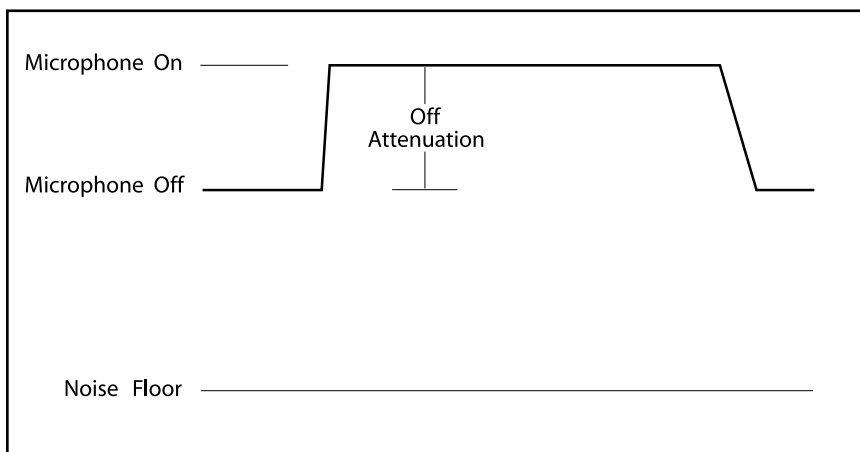 Microphone On
Off
Attenuation
Microphone Off
Noise Floor